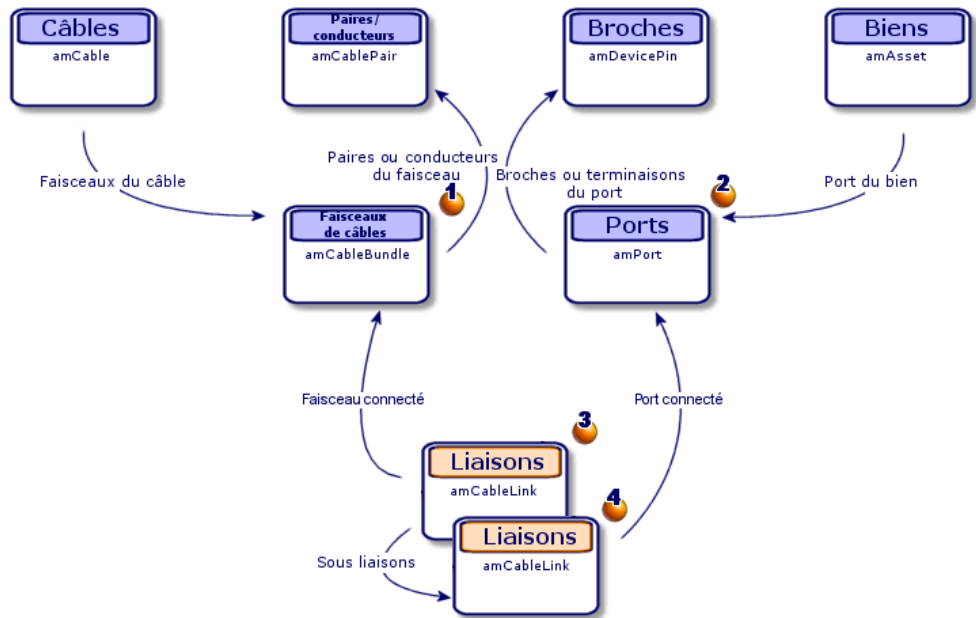 Câbles
amCable
Paires/
conducteurs
amCablePair
Broches
amDevicePin
Biens
amAsset
Faisceaux du câble
Paires ou conducteurs
du faisceau
Broches ou terminaisons
du port
Port du bien
1
2
Faisceaux
de câbles
amCableBundle
Ports
amPort
Faisceau connecté
Port connecté
3
Liaisons
amCableLink
4
Liaisons
amCableLink
Sous liaisons